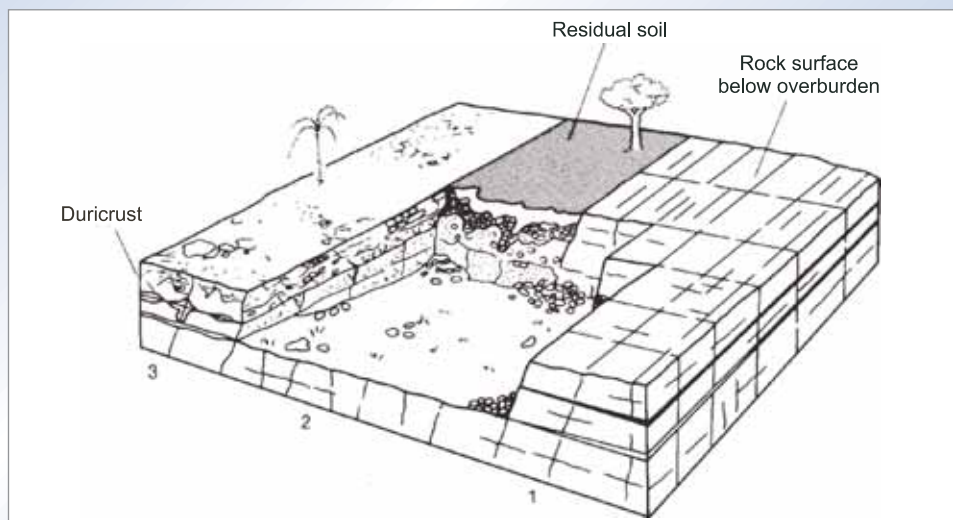 Residual soil
Rock surface
below overburden
Duricrust
3
2
1